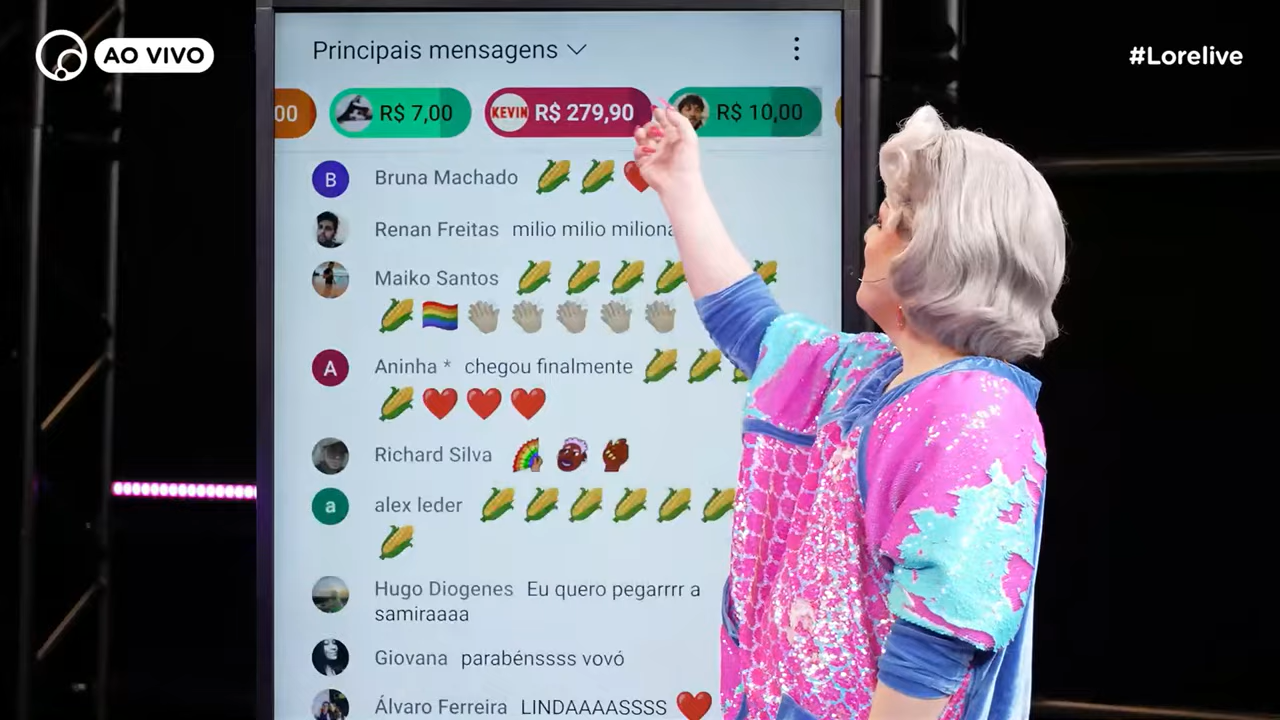 AO VIVO
#Lorelive
Principais mensagens
00
R$ 7,00
KEVIN
R$ 279,90
R$ 10,00
B
Bruna Machado
Renan Freitas milio milio miliona
Maiko Santos
A
Aninha * chegou finalmente
Richard Silva
a
alex leder
Hugo Diogenes Eu quero pegarrrr a
samiraaaa
Giovana parabénssss vovó
Álvaro Ferreira LINDAAAASSSS